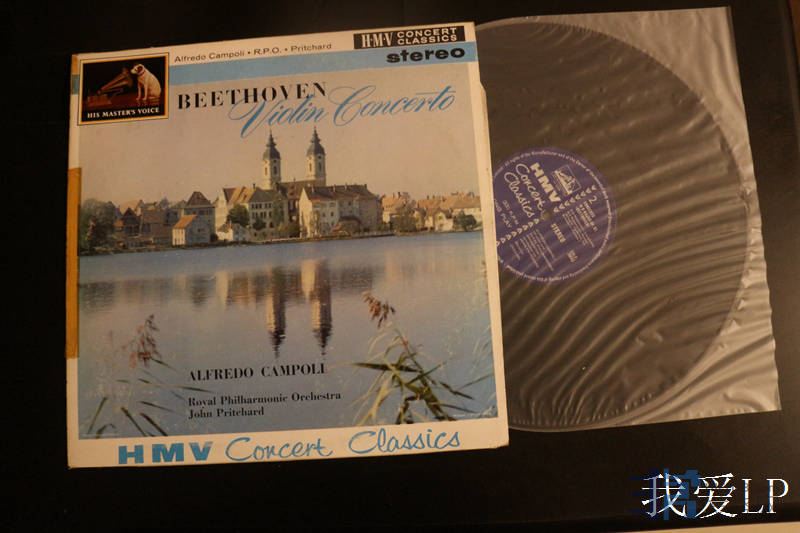 Alfredo Campoli • R.P.O. • Pritchard
HMV CONCERT CLASSICS
stereo
HIS MASTER'S VOICE
BEETHOVEN
Violin Concerto
ALFREDO CAMPOLI
Royal Philharmonic Orchestra
John Pritchard
HMV Concert Classics
HMV
Concert
Classics
2
STEREO
我爱LP